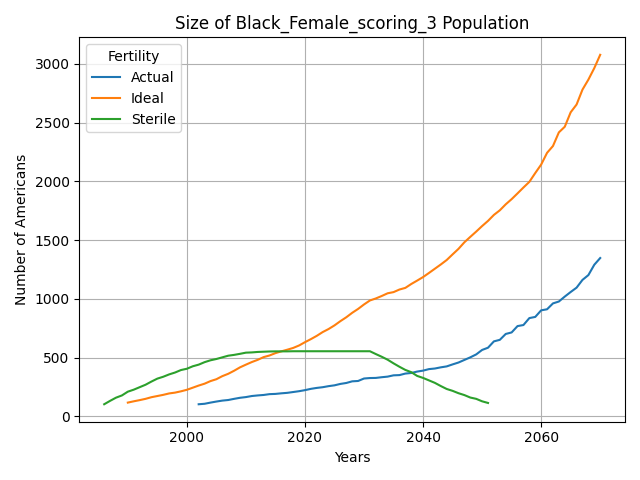 Size of Black_Female_scoring_3 Population
Fertility
Actual
Ideal
Sterile
Number of Americans
3000
2500
2000
1500
1000
500
0
2000
2020
2040
2060
Years